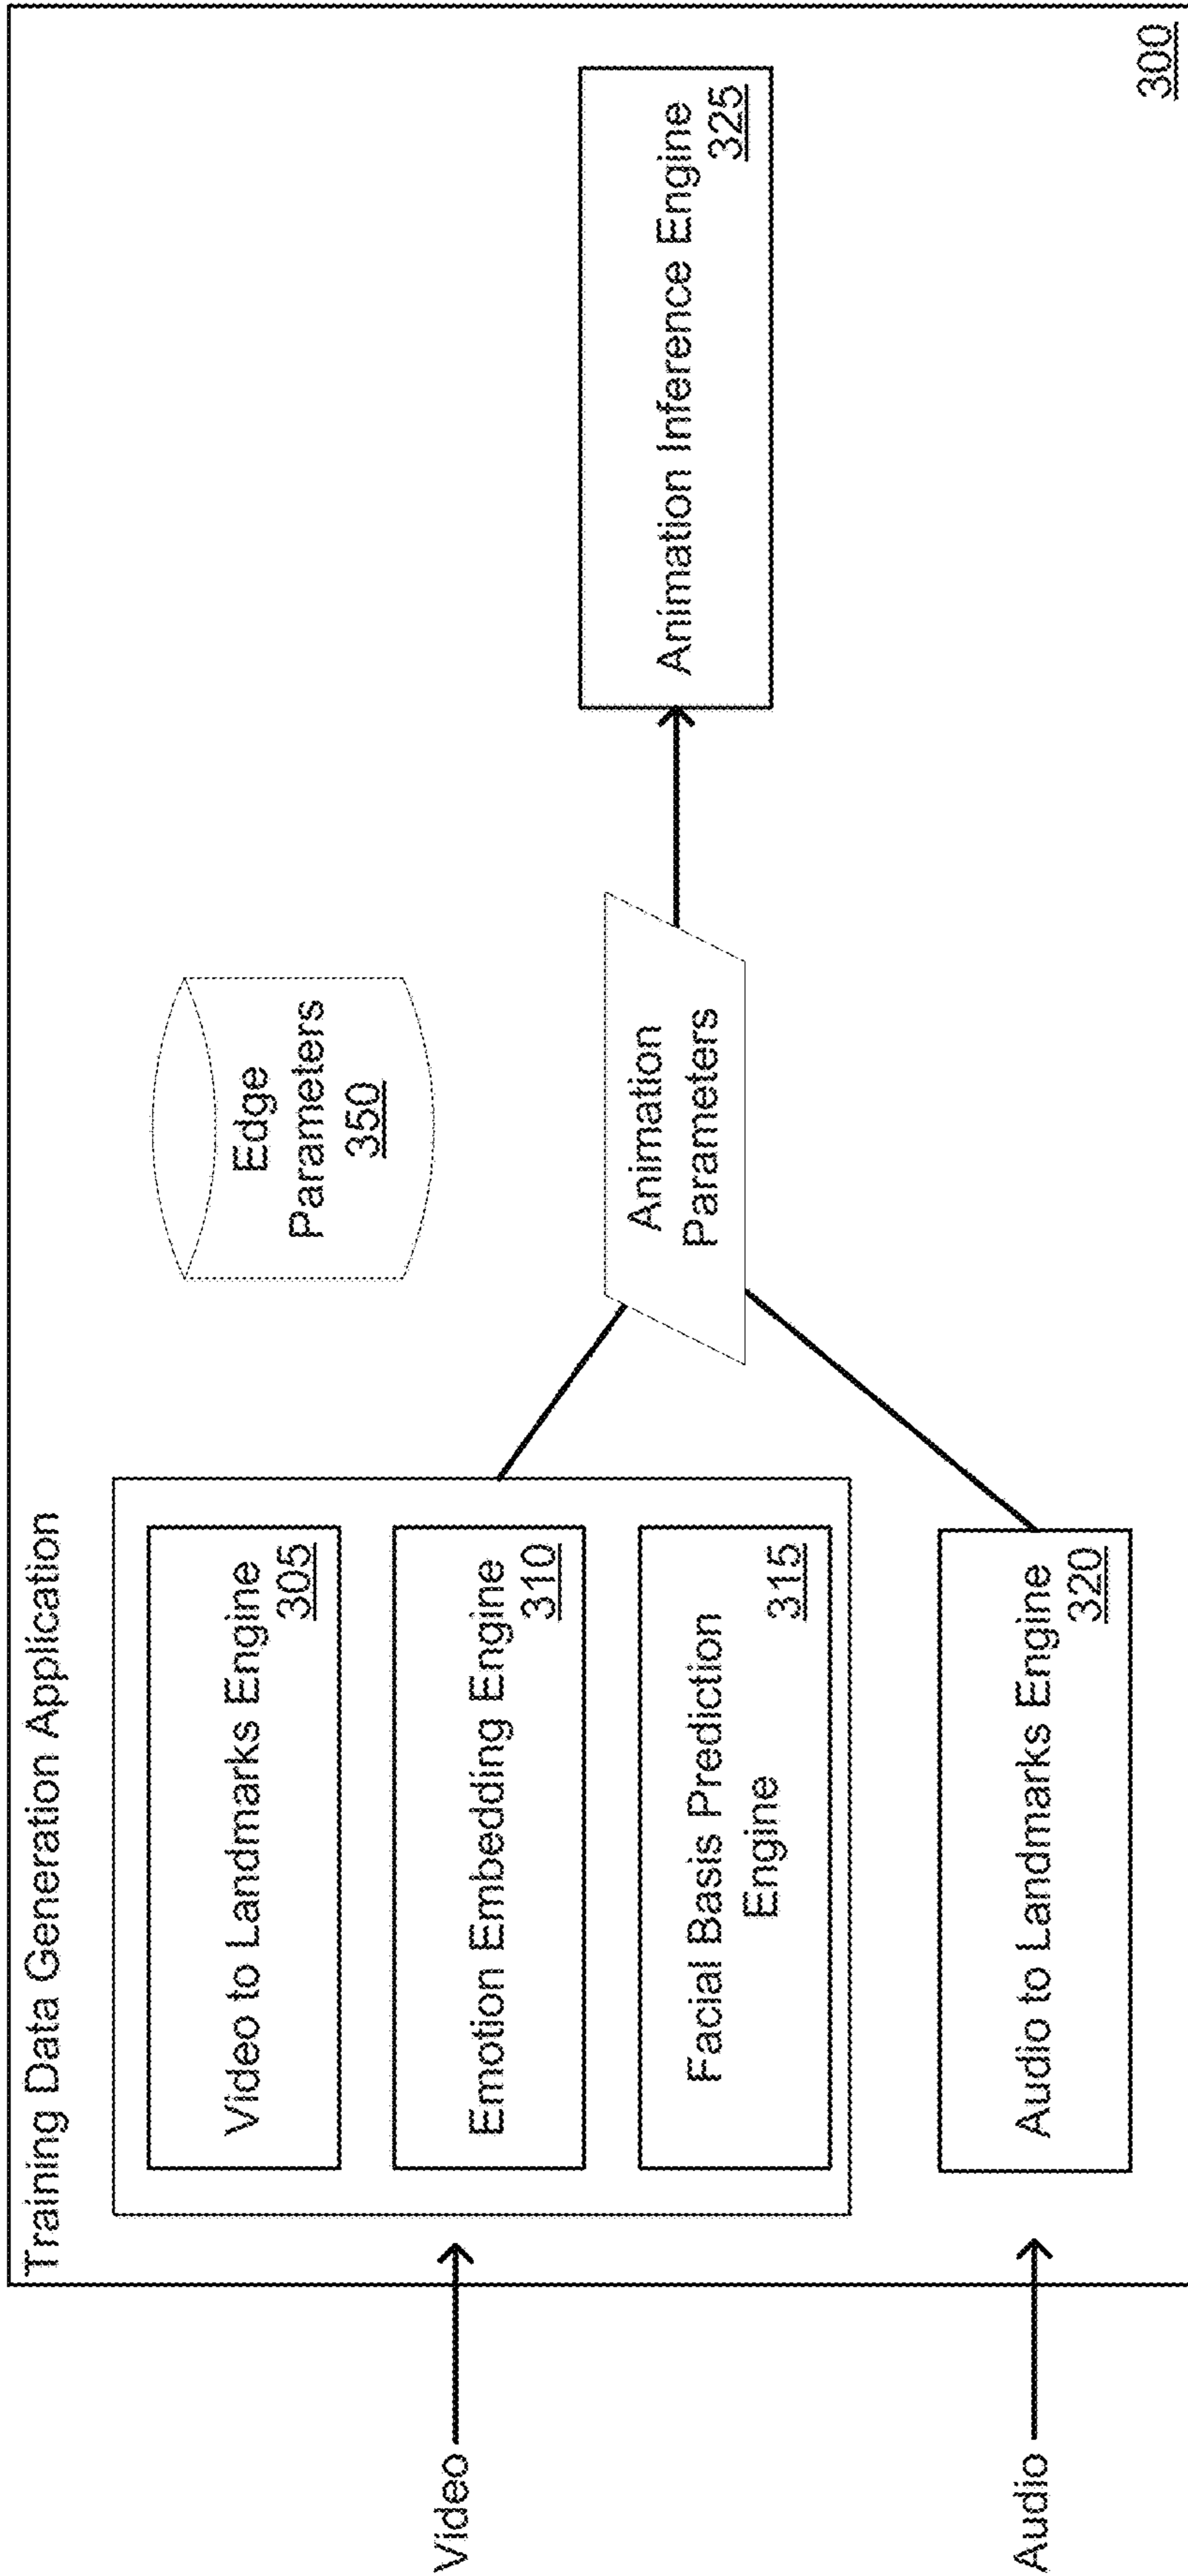 Training Data Generation Application
Video
Video to Landmarks Engine
305
Emotion Embedding Engine
310
Facial Basis Prediction
Engine
315
Audio
Audio to Landmarks Engine
320
Edge
Parameters
350
Animation
Parameters
Animation Inference Engine
325
300